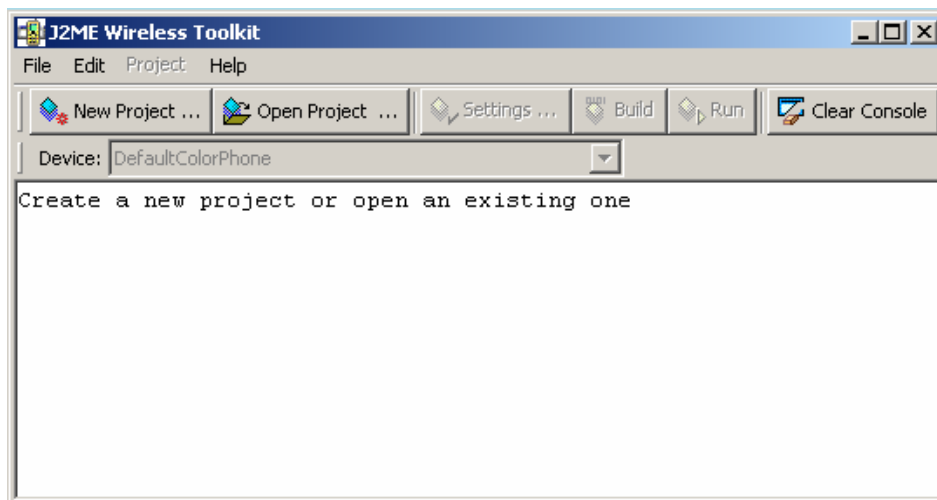 J2ME Wireless Toolkit
File Edit Project Help
New Project ... Open Project ... Settings ... Build Run Clear Console
Device: DefaultColorPhone
Create a new project or open an existing one